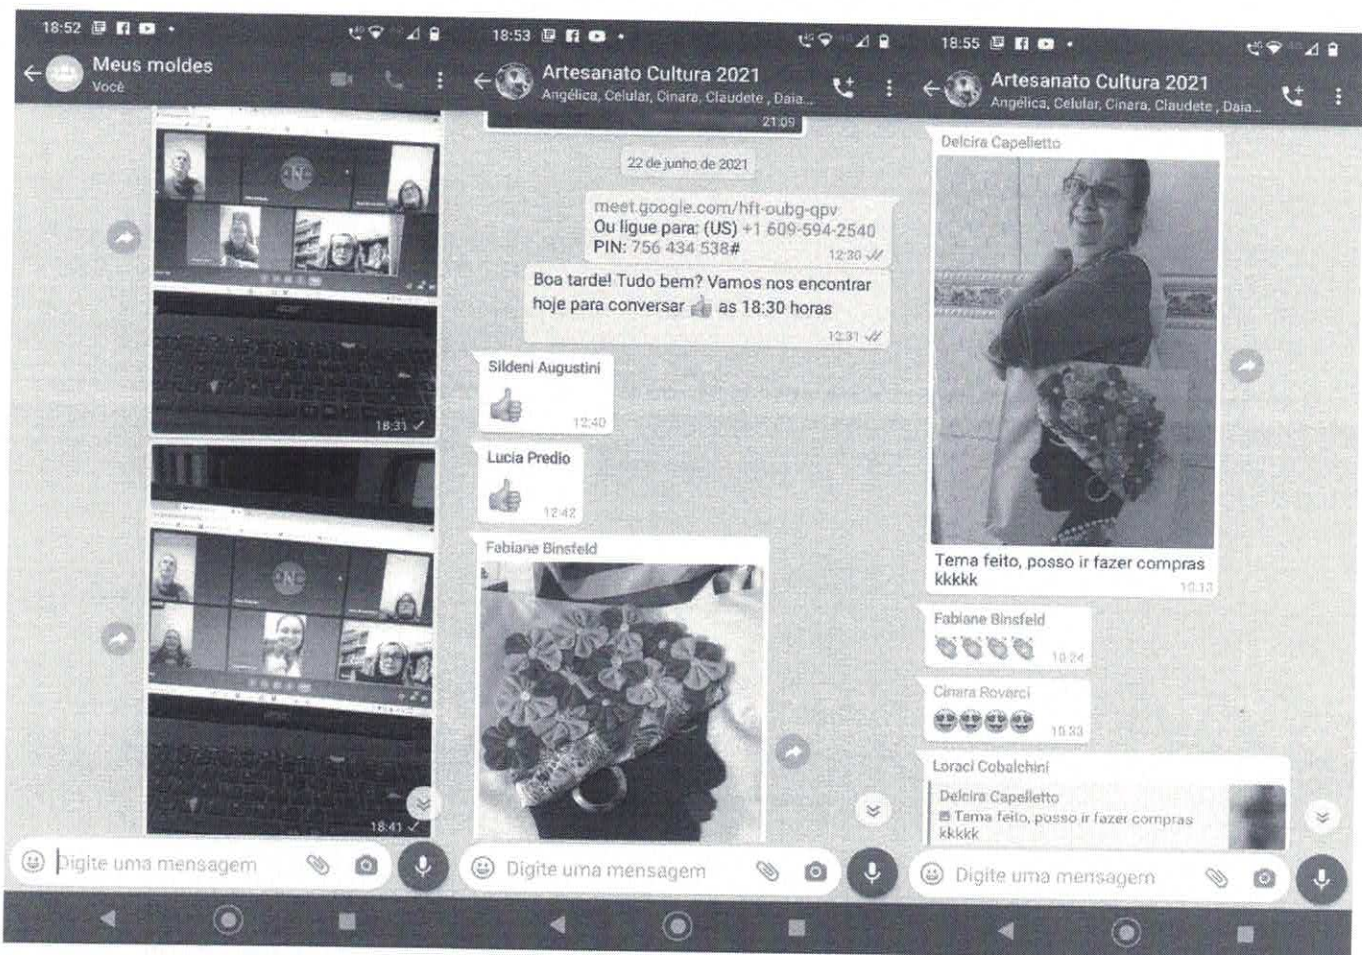 18:52
Meus moldes
Você
18:31
18:41
Digite uma mensagem
18:53
Artesanato Cultura 2021
Angélica, Celular, Cinara, Claudete , Daia...
21:09
22 de junho de 2021
meet.google.com/hft-oubg-qpv
Ou ligue para: (US) +1 609-594-2540
PIN: 756 434 538#
12:30
Boa tarde! Tudo bem? Vamos nos encontrar
hoje para conversar 👍 as 18:30 horas
12:31
Sildeni Augustini
👍
12:40
Lucia Predio
👍
12:42
Fabiane Binsfeld
Digite uma mensagem
18:55
Artesanato Cultura 2021
Angélica, Celular, Cinara, Claudete , Daia...
Delcira Capelletto
Tema feito, posso ir fazer compras
kkkkk
10:13
Fabiane Binsfeld
👏👏👏👏
10:24
Cinara Roverci
😍😍😍😍
10:33
Loraci Cobalchini
Delcira Capelletto
Tema feito, posso ir fazer compras
kkkkk
Digite uma mensagem